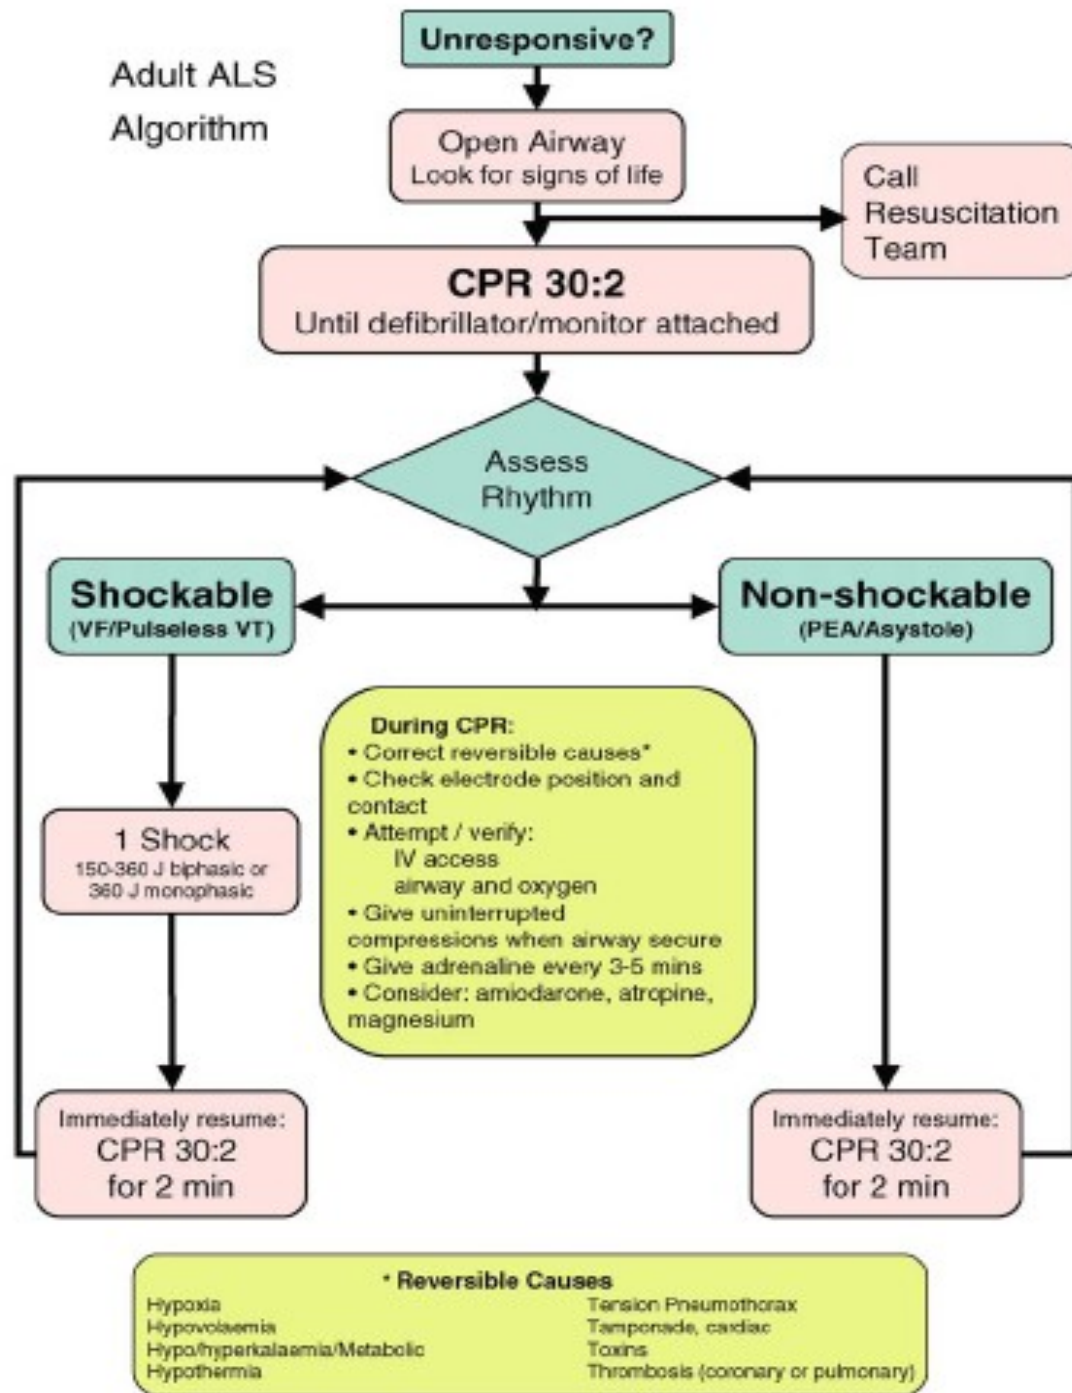 Adult ALS
Algorithm
Unresponsive?
Open Airway
Look for signs of life
Call
Resuscitation
Team
CPR 30:2
Until defibrillator/monitor attached
Assess
Rhythm
Shockable
(VF/Pulseless VT)
Non-shockable
(PEA/Asystole)
During CPR:
• Correct reversible causes*
• Check electrode position and
contact
• Attempt / verify:
IV access
airway and oxygen
• Give uninterrupted
compressions when airway secure
• Give adrenaline every 3-5 mins
• Consider: amiodarone, atropine,
magnesium
1 Shock
150-360 J biphasic or
360 J monophasic
Immediately resume:
CPR 30:2
for 2 min
Immediately resume:
CPR 30:2
for 2 min
* Reversible Causes
Hypoxia
Hypovolaemia
Hypo/hyperkalaemia/Metabolic
Hypothermia
Tension Pneumothorax
Tamponade, cardiac
Toxins
Thrombosis (coronary or pulmonary)